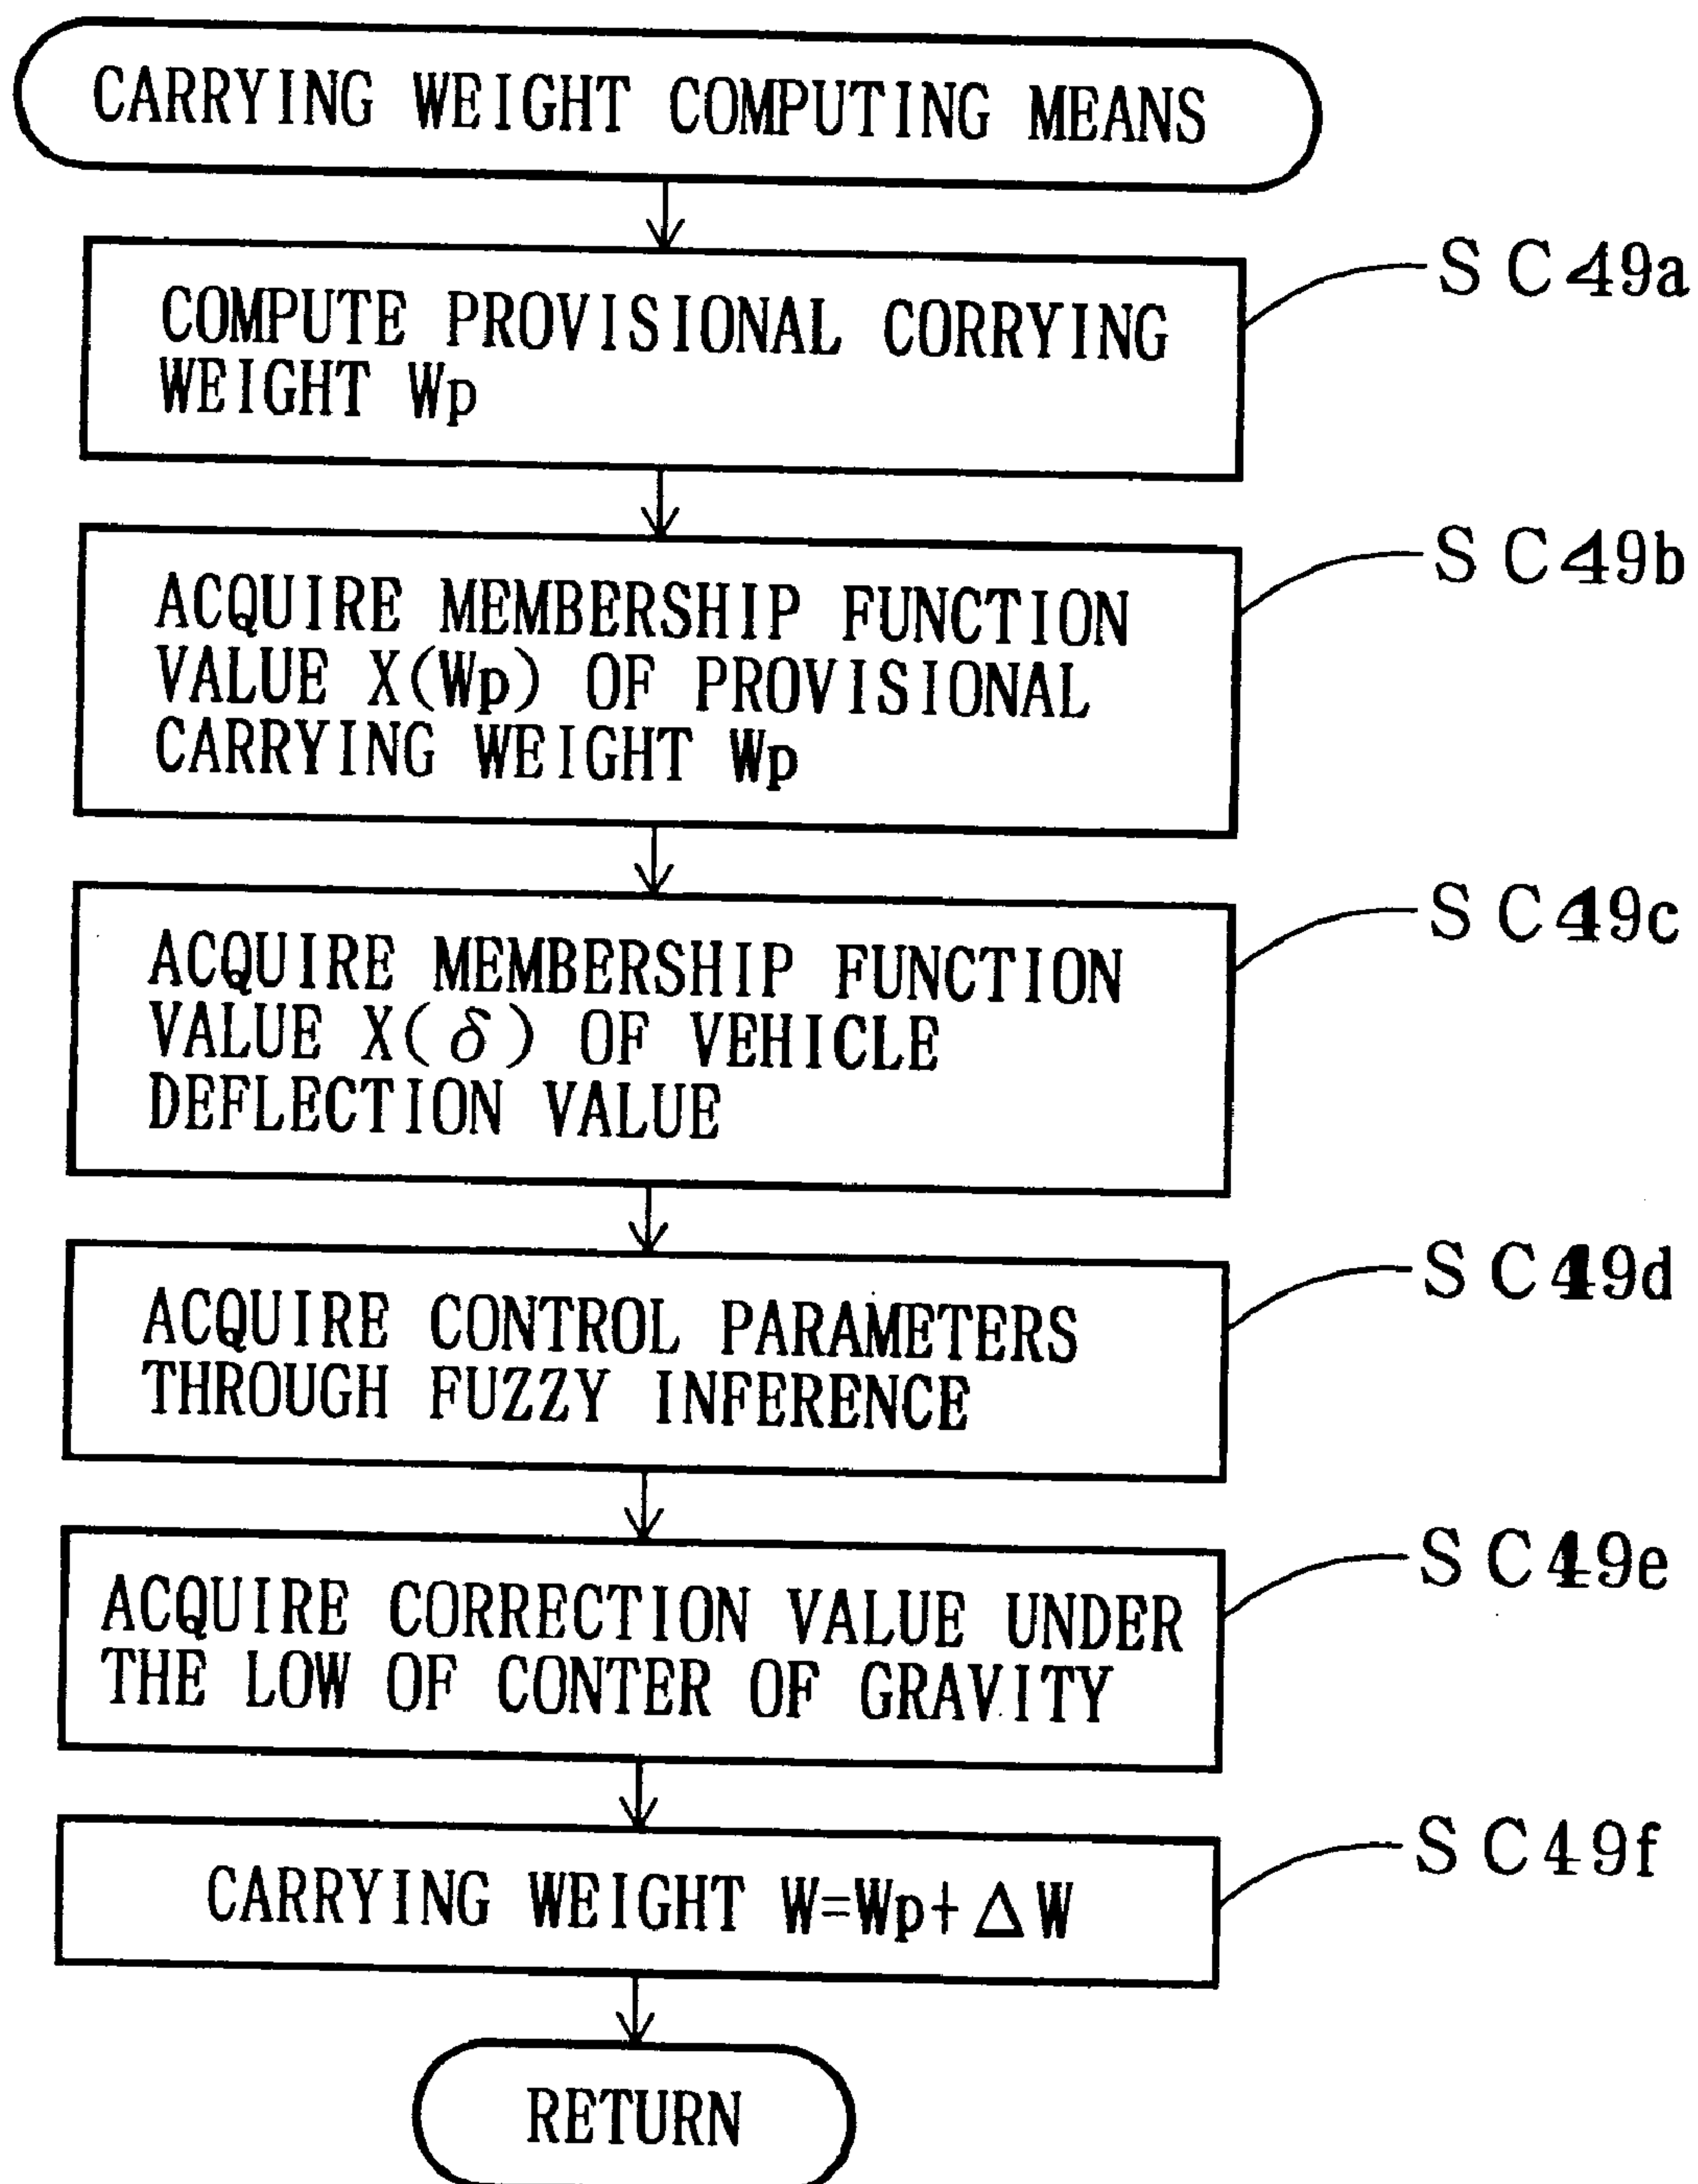 CARRYING WEIGHT COMPUTING MEANS
SC49a
COMPUTE PROVISIONAL CORRYING
WEIGHT Wp
SC49b
ACQUIRE MEMBERSHIP FUNCTION
VALUE X(Wp) OF PROVISIONAL
CARRYING WEIGHT Wp
SC49c
ACQUIRE MEMBERSHIP FUNCTION
VALUE X(δ) OF VEHICLE
DEFLECTION VALUE
SC49d
ACQUIRE CONTROL PARAMETERS
THROUGH FUZZY INFERENCE
SC49e
ACQUIRE CORRECTION VALUE UNDER
THE LOW OF CONTER OF GRAVITY
SC49f
CARRYING WEIGHT W=Wp+ΔW
RETURN